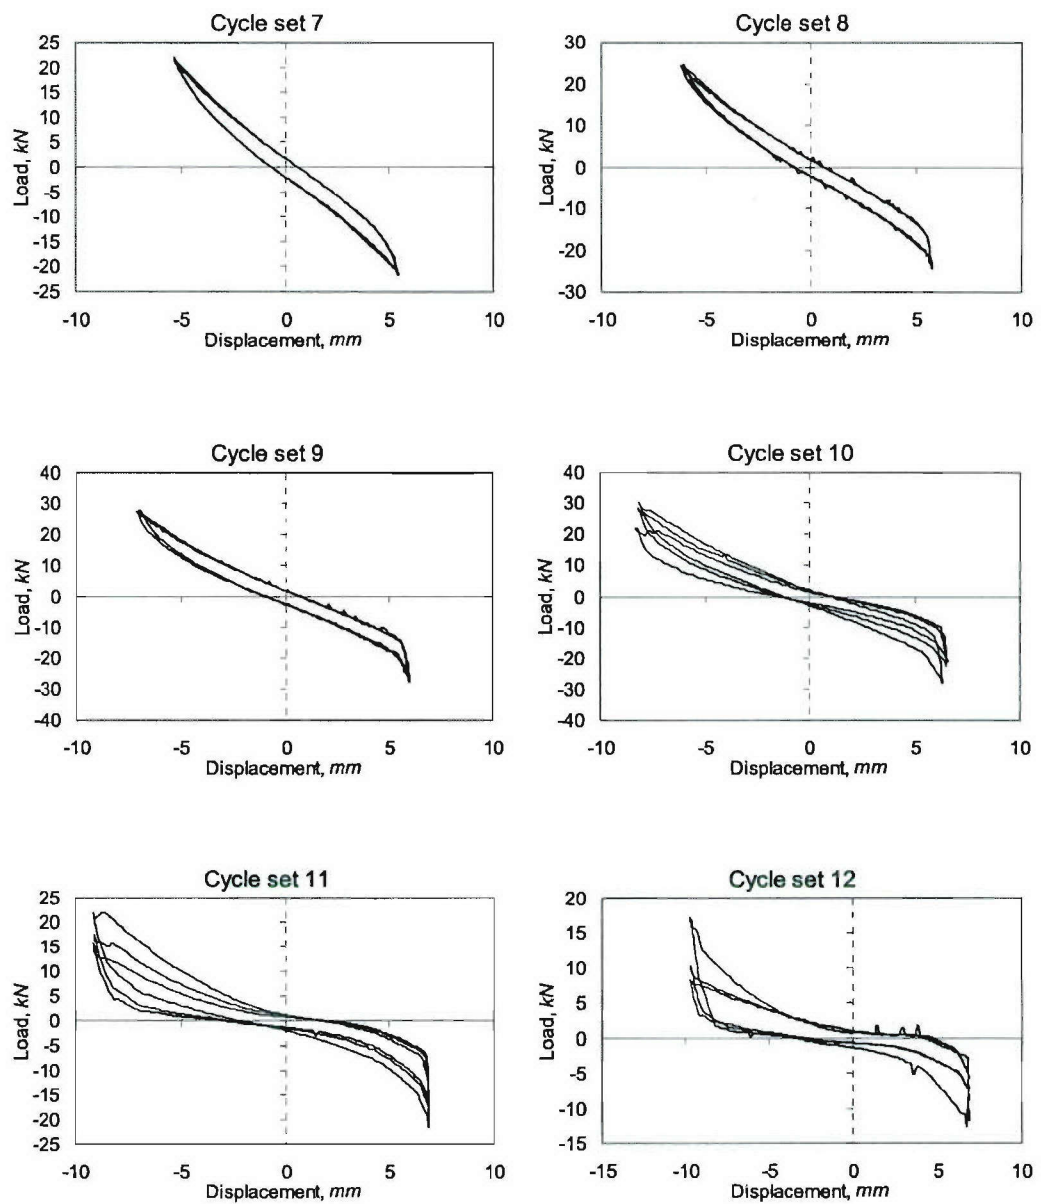 Cycle set 7
25
20
15
10
5
0
-5
-10
-15
-20
-25
-10 -5 0 5 10
Load, kN
Displacement, mm
Cycle set 8
30
20
10
0
-10
-20
-30
-10 -5 0 5 10
Load, kN
Displacement, mm
Cycle set 9
40
30
20
10
0
-10
-20
-30
-40
-10 -5 0 5 10
Load, kN
Displacement, mm
Cycle set 10
40
30
20
10
0
-10
-20
-30
-40
-10 -5 0 5 10
Load, kN
Displacement, mm
Cycle set 11
25
20
15
10
5
0
-5
-10
-15
-20
-25
-10 -5 0 5 10
Load, kN
Displacement, mm
Cycle set 12
20
15
10
5
0
-5
-10
-15
-15 -10 -5 0 5 10
Load, kN
Displacement, mm